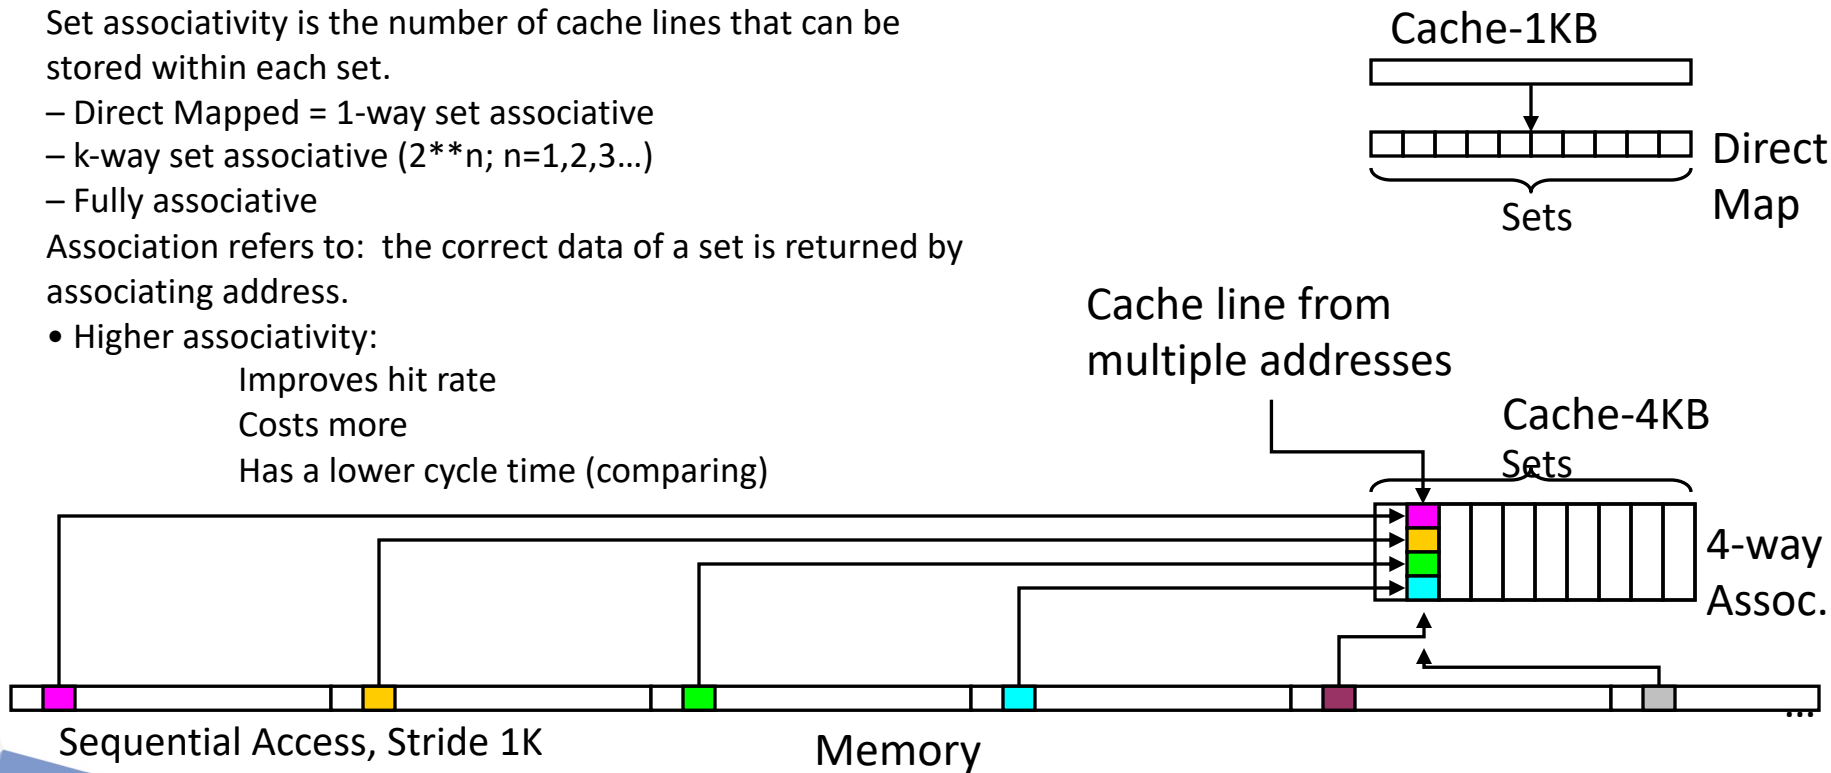 Set associativity is the number of cache lines that can be
stored within each set.
– Direct Mapped = 1-way set associative
– k-way set associative (2**n; n=1,2,3…)
– Fully associative
Association refers to:  the correct data of a set is returned by
associating address.
• Higher associativity:
Improves hit rate
Costs more
Has a lower cycle time (comparing)
Cache-1KB
Direct
Map
Sets
Cache line from
multiple addresses
Cache-4KB
Sets
4-way
Assoc.
...
Sequential Access, Stride 1K
Memory